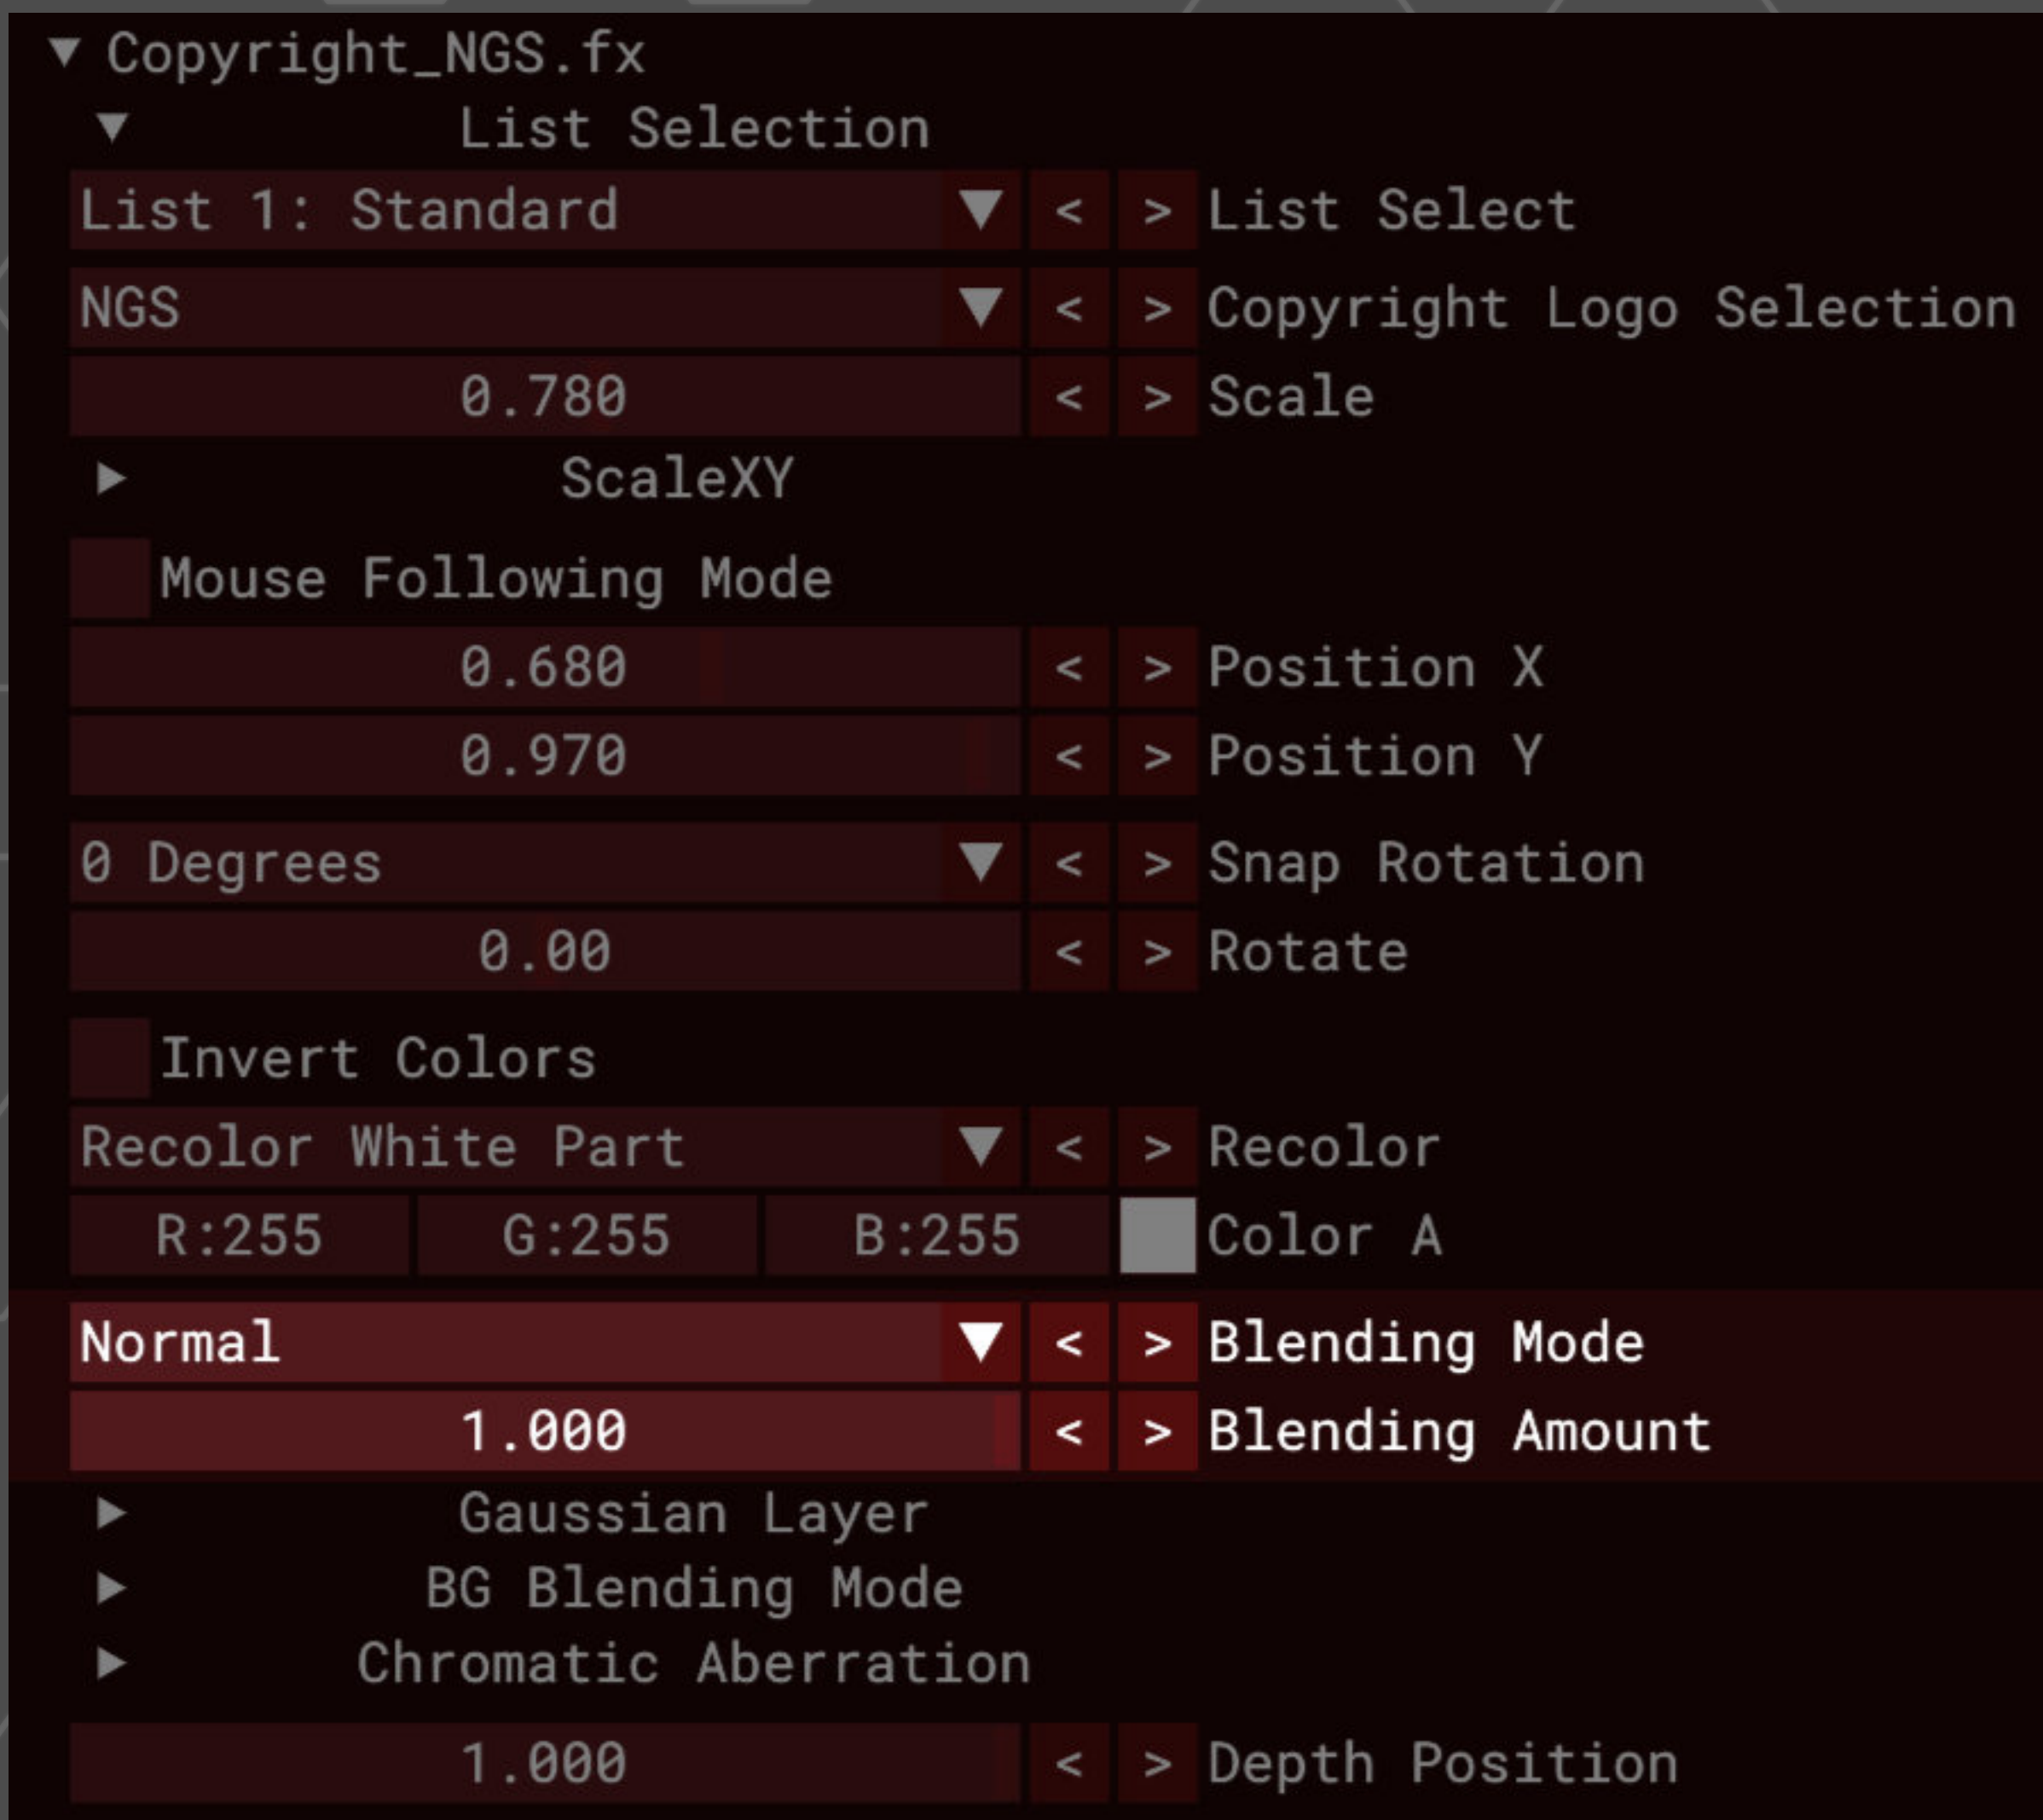 Copyright_NGS.fx
List Selection
List 1: Standard < > List Select
NGS < > Copyright Logo Selection
0.780 < > Scale
ScaleXY
Mouse Following Mode
0.680 < > Position X
0.970 < > Position Y
0 Degrees < > Snap Rotation
0.00 < > Rotate
Invert Colors
Recolor White Part < > Recolor
R:255 G:255 B:255 Color A
Normal < > Blending Mode
1.000 < > Blending Amount
Gaussian Layer
BG Blending Mode
Chromatic Aberration
1.000 < > Depth Position